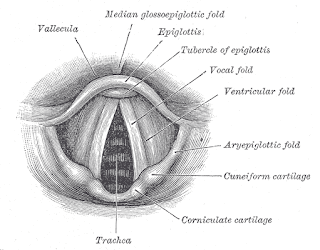 Median glossoepiglottic fold
Vallecula
Epiglottis
Tubercle of epiglottis
Vocal fold
Ventricular fold
Aryepiglottic fold
Cuneiform cartilage
Corniculate cartilage
Trachea